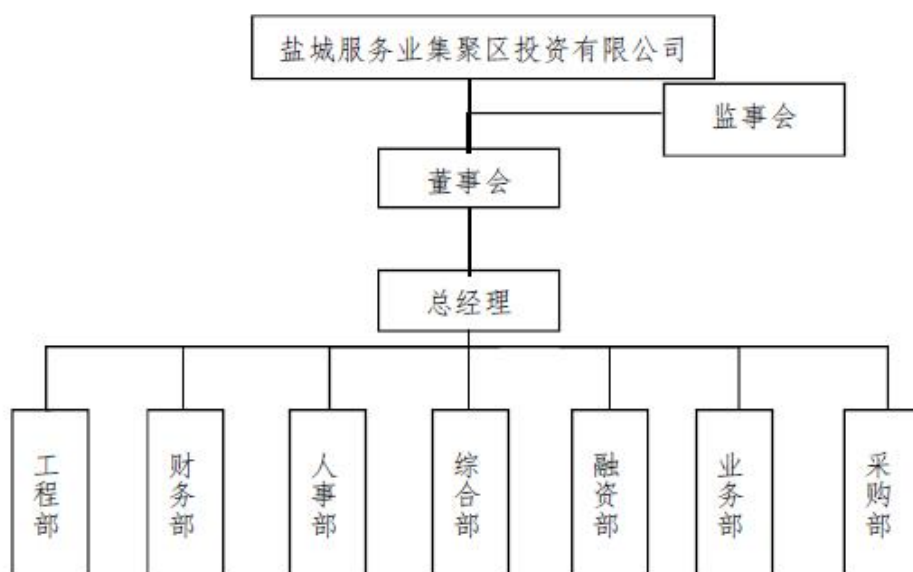 盐城服务业集聚区投资有限公司
监事会
董事会
总经理
工程部
财务部
人事部
综合部
融资部
业务部
采购部